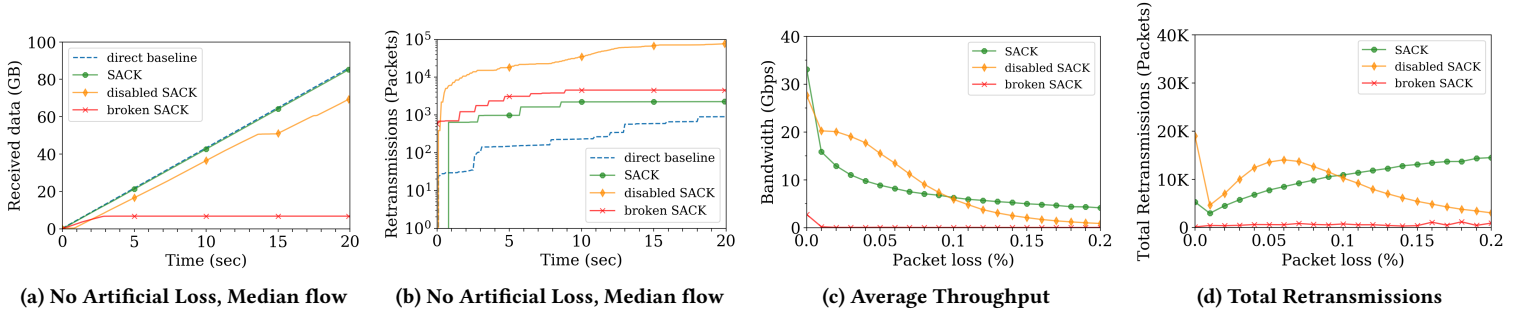 100
80
60
40
20
0
Received data (GB)
direct baseline
SACK
disabled SACK
broken SACK
0 5 10 15 20
Time (sec)
(a) No Artificial Loss, Median flow
10^5
10^4
10^3
10^2
10^1
10^0
Retransmissions (Packets)
direct baseline
SACK
disabled SACK
broken SACK
0 5 10 15 20
Time (sec)
(b) No Artificial Loss, Median flow
40
30
20
10
0
Bandwidth (Gbps)
SACK
disabled SACK
broken SACK
0.0 0.05 0.1 0.15 0.2
Packet loss (%)
(c) Average Throughput
40K
30K
20K
10K
0
Total Retransmissions (Packets)
SACK
disabled SACK
broken SACK
0.0 0.05 0.1 0.15 0.2
Packet loss (%)
(d) Total Retransmissions